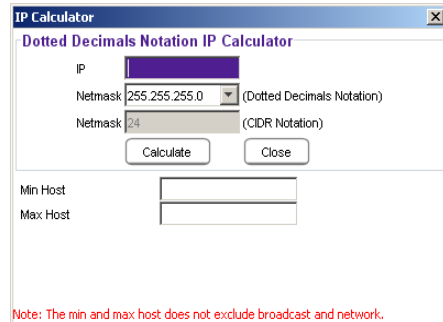 IP Calculator
Dotted Decimals Notation IP Calculator
IP
Netmask 255.255.255.0 (Dotted Decimals Notation)
Netmask 24 (CIDR Notation)
Calculate Close
Min Host
Max Host
Note: The min and max host does not exclude broadcast and network.